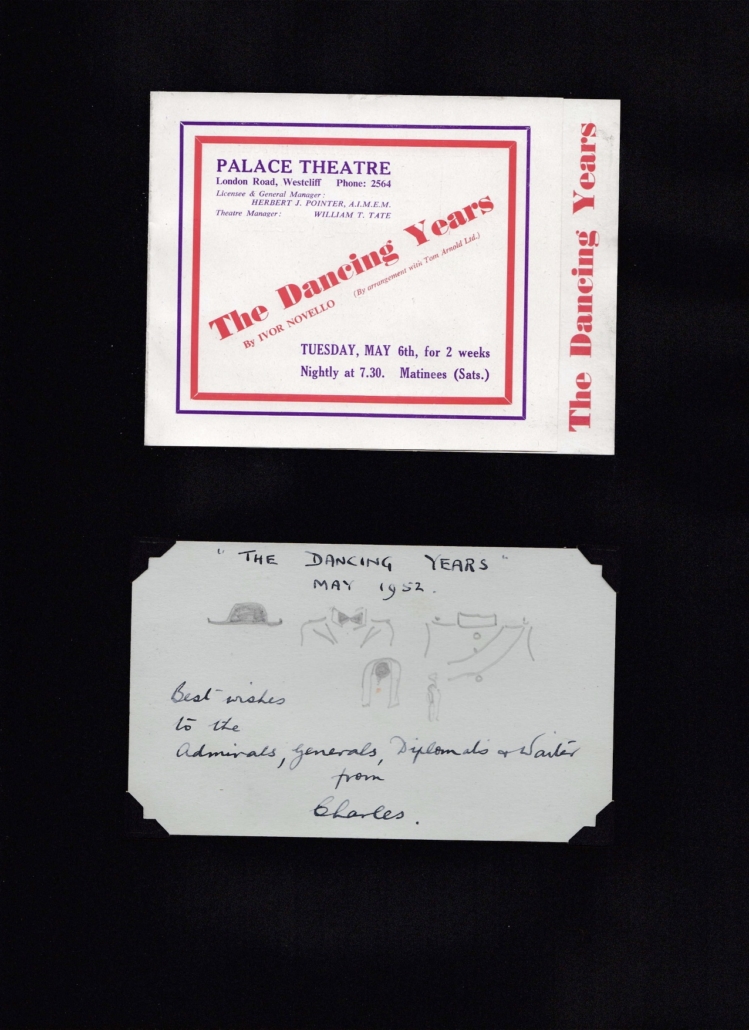 PALACE THEATRE
London Road, Westcliff Phone: 2564
Licensee & General Manager:
HERBERT J. POINTER, A.I.M.E.M.
Theatre Manager: WILLIAM T. TATE
The Dancing Years
By IVOR NOVELLO (By arrangement with Tom Arnold Ltd.)
TUESDAY, MAY 6th, for 2 weeks
Nightly at 7.30. Matinees (Sats.)
The Dancing Years
"THE DANCING YEARS"
MAY 1952.
Best wishes
to the
Admirals, Generals, Diplomats & Waiter
from
Charles.